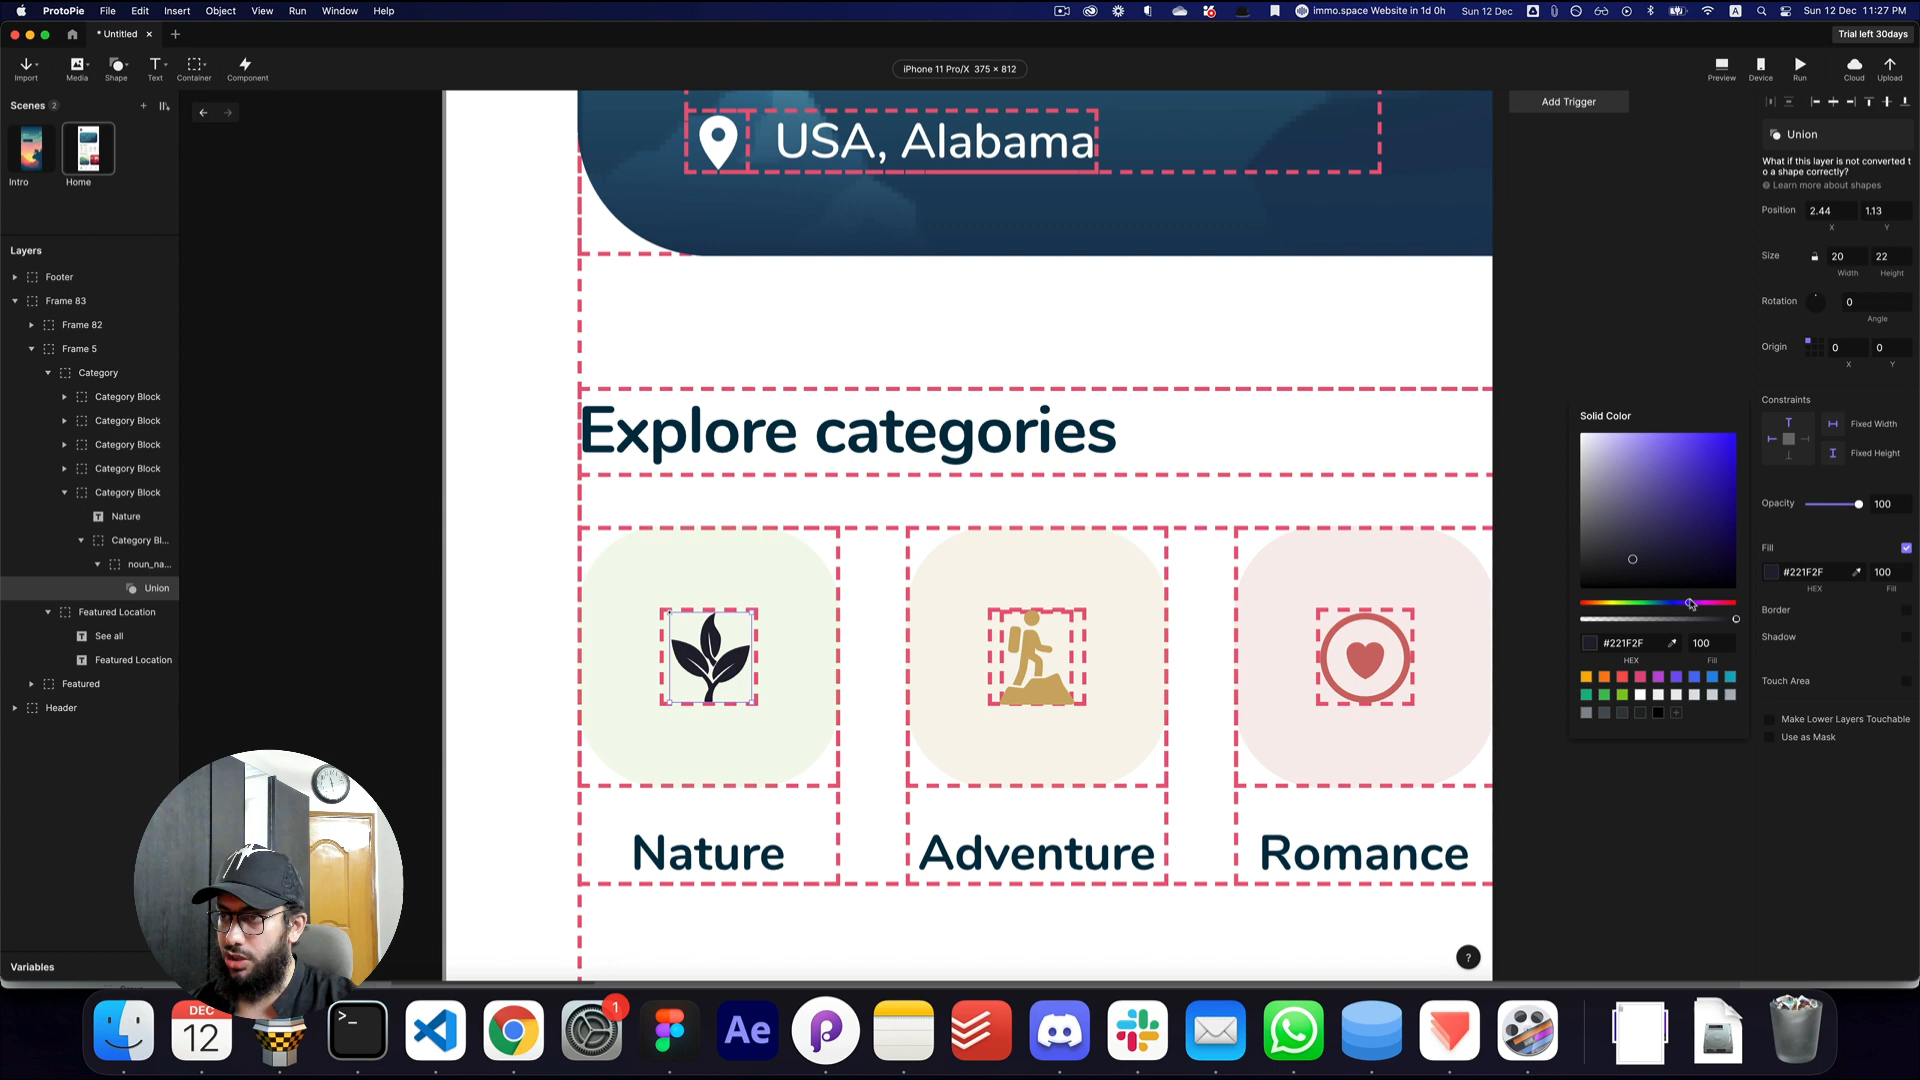 ProtoPie File Edit Insert Object View Run Window Help
immo.space Website in 1d 0h Sun 12 Dec A Sun 12 Dec 11:27 PM
* Untitled × +
Trial left 30days
Import Media Shape Text Container Component
iPhone 11 Pro/X 375 × 812
Preview Device Run Cloud Upload
Scenes 2
Intro Home
Layers
Footer
Frame 83
Frame 82
Frame 5
Category
Category Block
Category Block
Category Block
Category Block
Category Block
Nature
Category Bl...
noun_na...
Union
Featured Location
See all
Featured Location
Featured
Header
Variables
USA, Alabama
Explore categories
Nature Adventure Romance
?
Add Trigger
Solid Color
#221F2F 100
HEX Fill
Union
What if this layer is not converted t
o a shape correctly?
Learn more about shapes
Position 2.44 1.13
X Y
Size 20 22
Width Height
Rotation 0
Angle
Origin 0 0
X Y
Constraints
Fixed Width
Fixed Height
Opacity 100
Fill
#221F2F 100
HEX Fill
Border
Shadow
Touch Area
Make Lower Layers Touchable
Use as Mask
DEC
12
>_
1
Ae